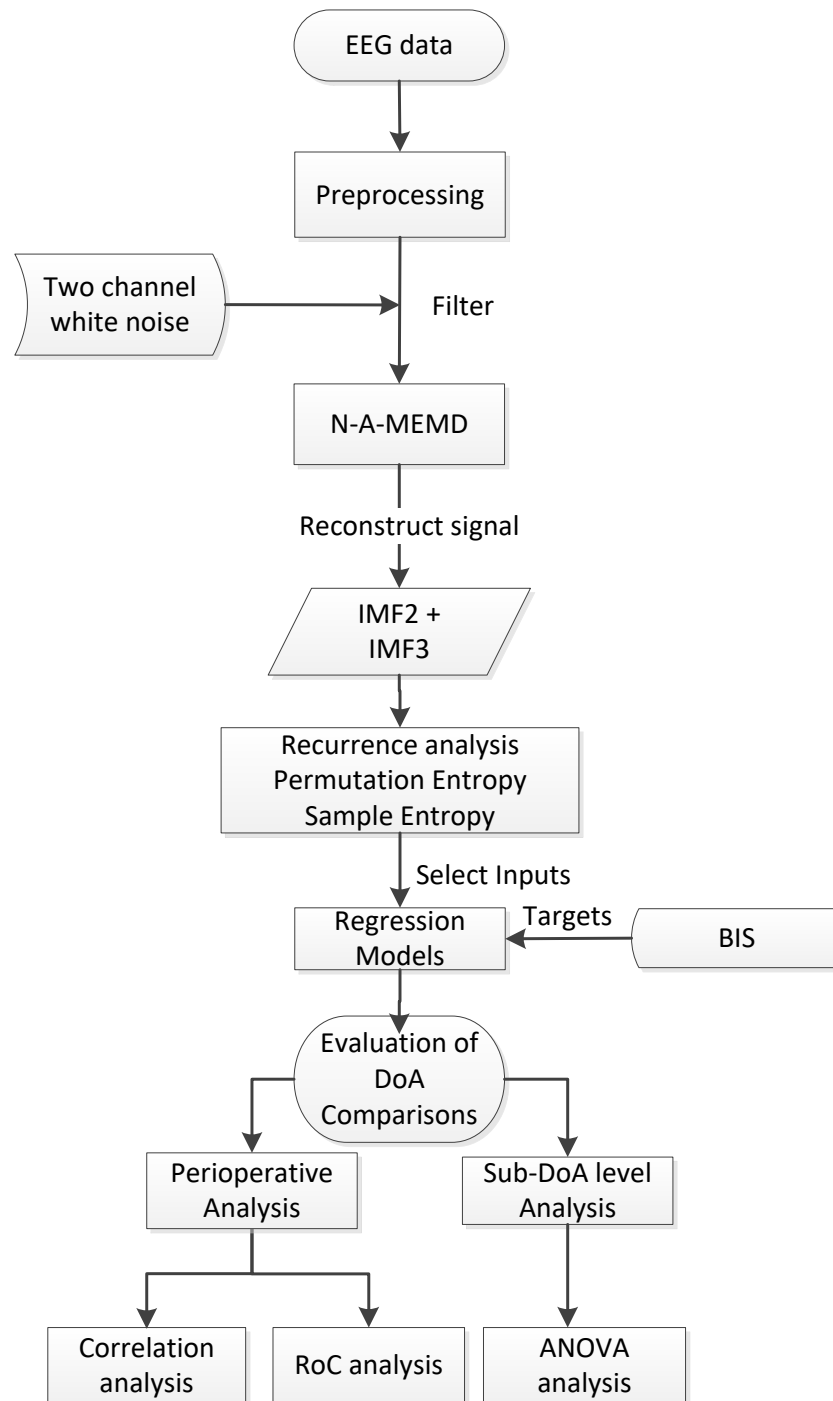 EEG data
Preprocessing
Two channel
white noise
Filter
N-A-MEMD
Reconstruct signal
IMF2 +
IMF3
Recurrence analysis
Permutation Entropy
Sample Entropy
Select Inputs
Regression
Models
Targets
BIS
Evaluation of
DoA
Comparisons
Perioperative
Analysis
Sub-DoA level
Analysis
Correlation
analysis
RoC analysis
ANOVA
analysis